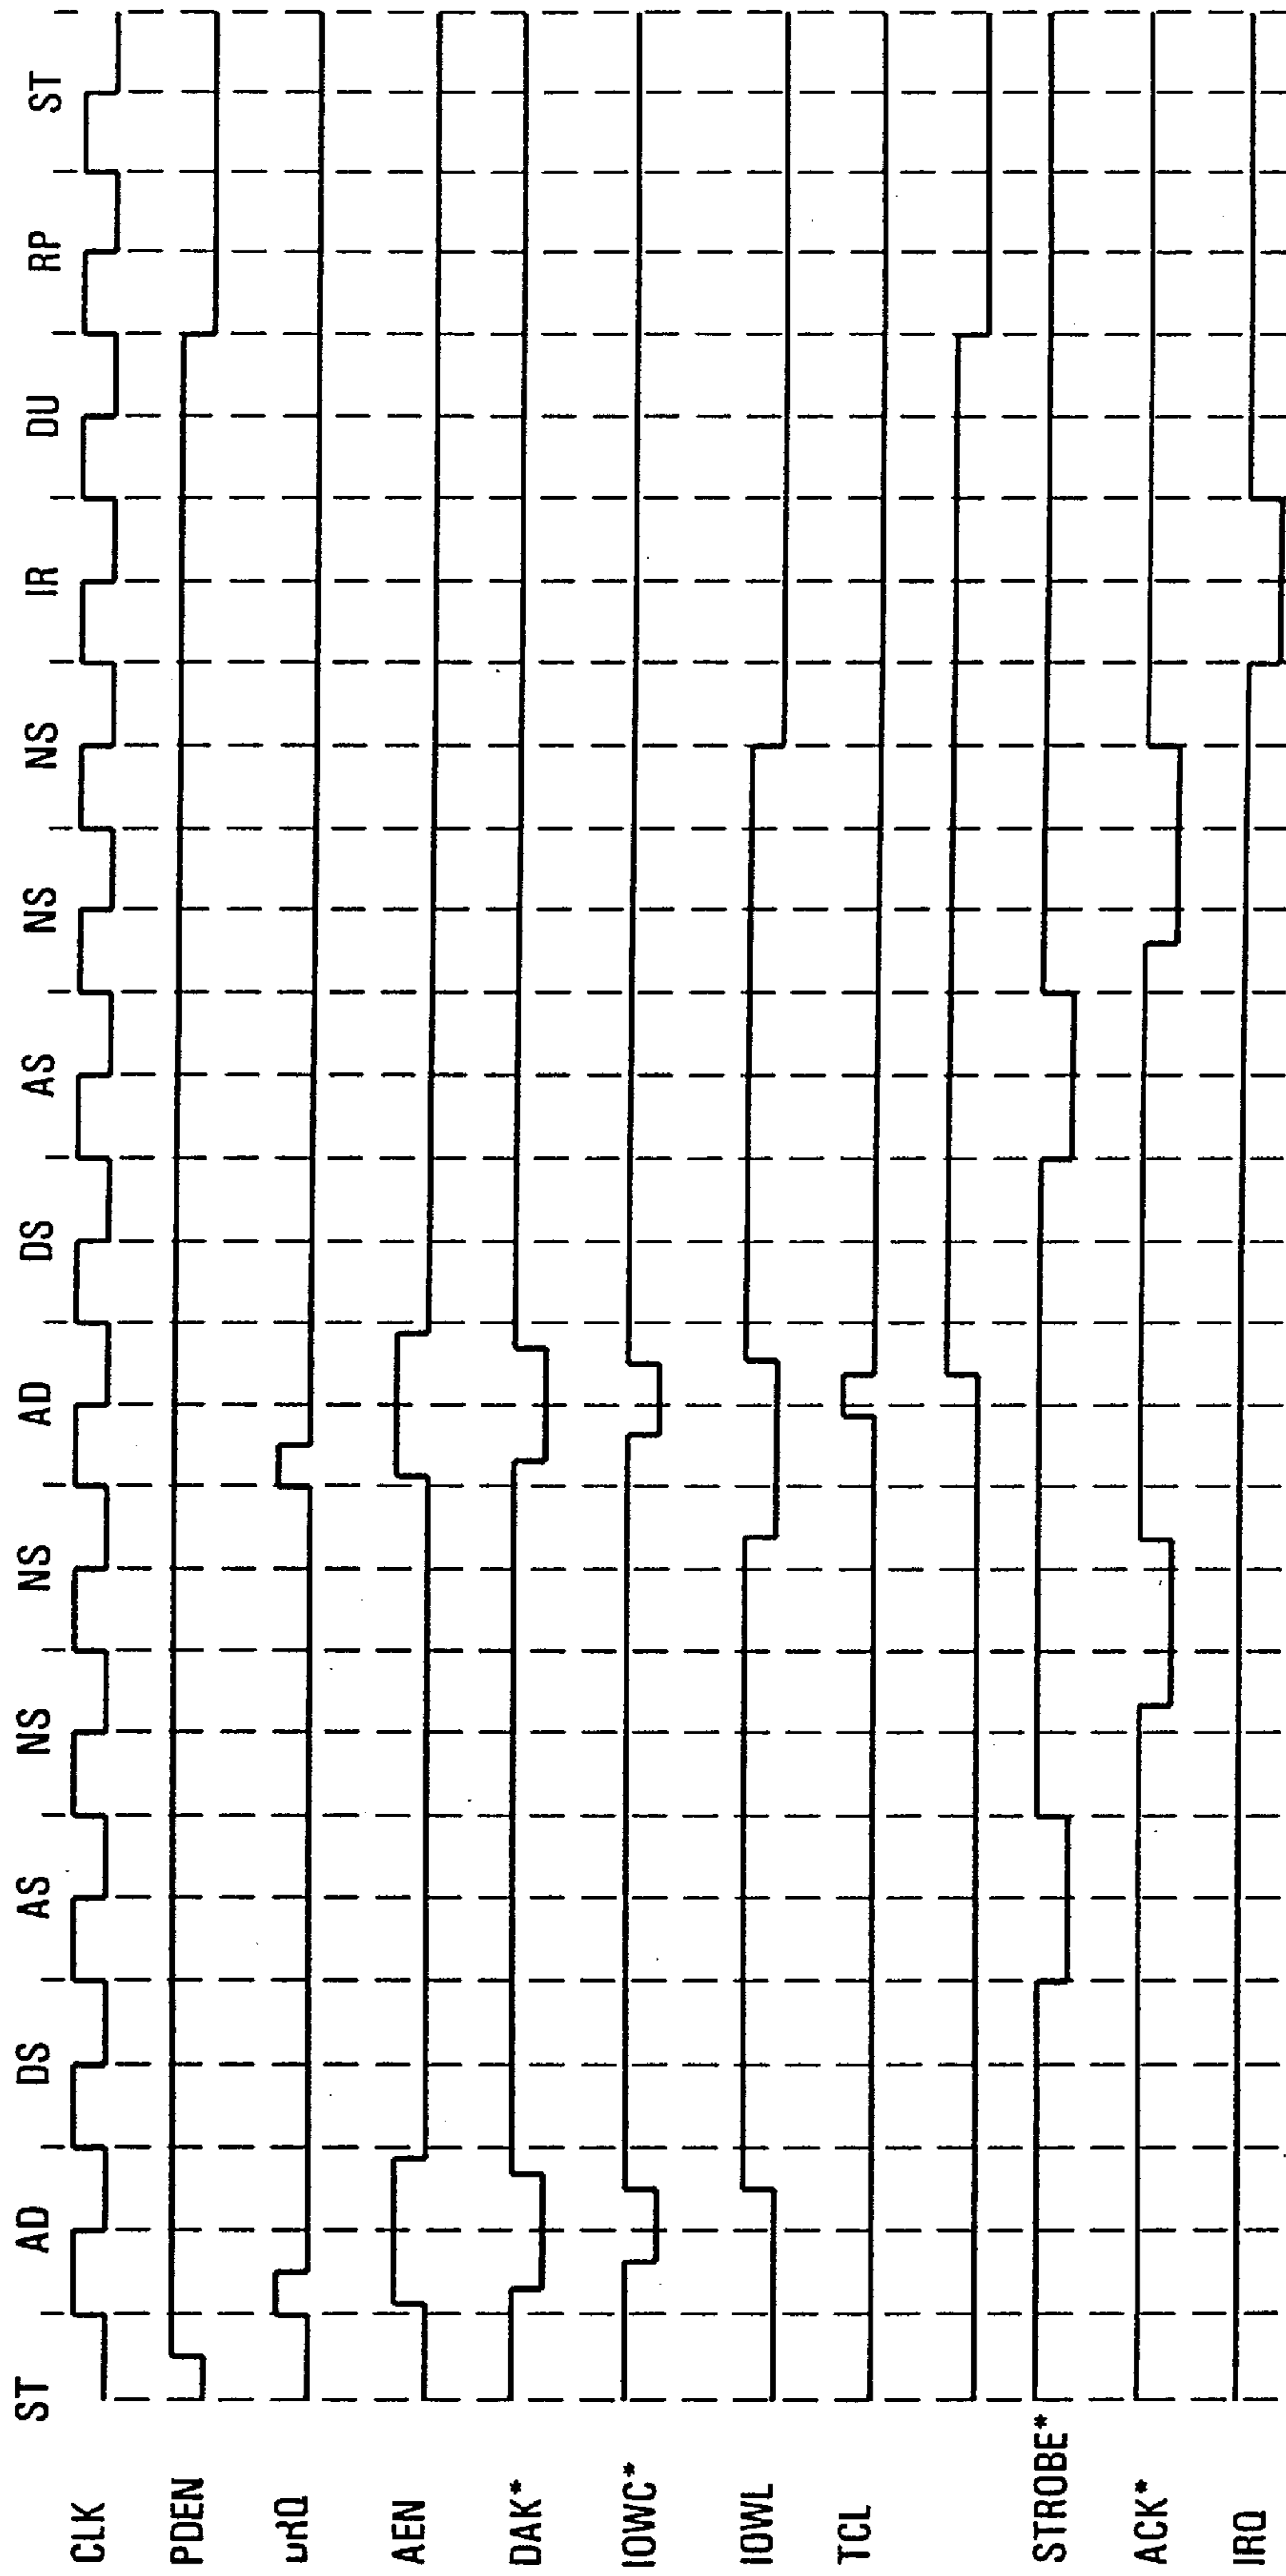 ST AD DS AS NS NS AD DS AS NS NS IR DU RP ST
CLK
PDEN
DRQ
AEN
DAK*
IOWC*
IOWL
TCL
STROBE*
ACK*
IRQ